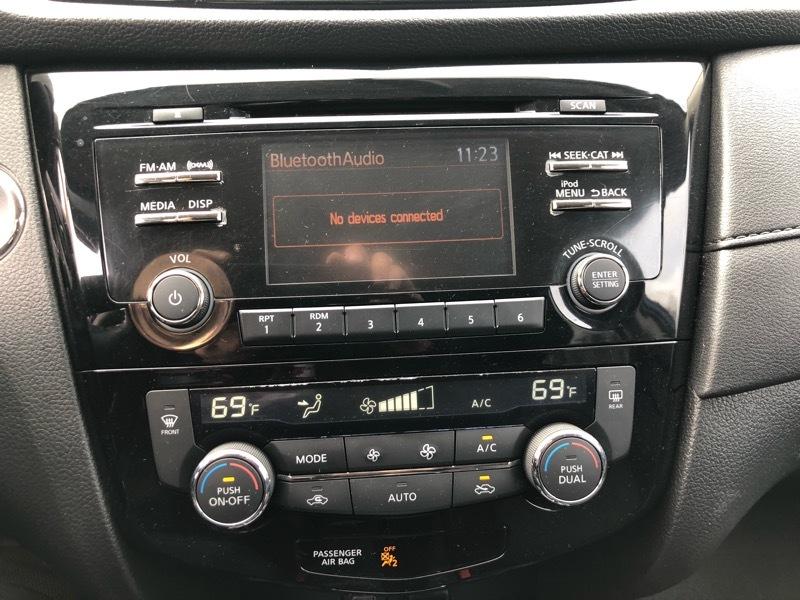 SCAN
FM·AM
MEDIA DISP
VOL
BluetoothAudio 11:23
No devices connected
SEEK·CAT
iPod
MENU BACK
TUNE·SCROLL
ENTER
SETTING
RPT
1
RDM
2
3
4
5
6
69°F
A/C
69°F
FRONT
REAR
PUSH
ON·OFF
MODE
A/C
AUTO
PUSH
DUAL
PASSENGER
AIR BAG
OFF
2